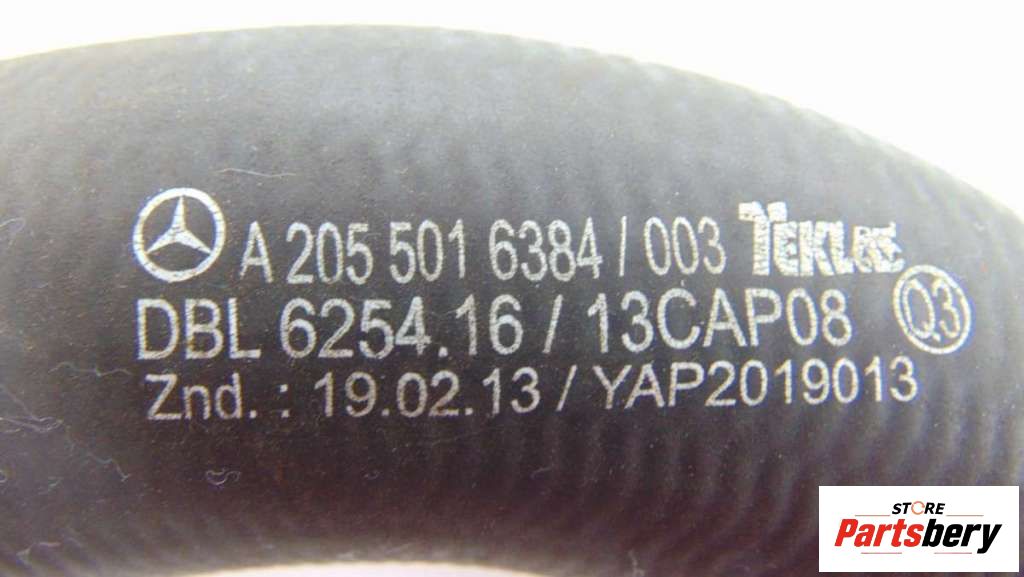 A 205 501 6384 / 003 TEKLAS
DBL 6254.16 / 13CAP08 Q3
Znd. : 19.02.13 / YAP2019013
STORE
Partsbery